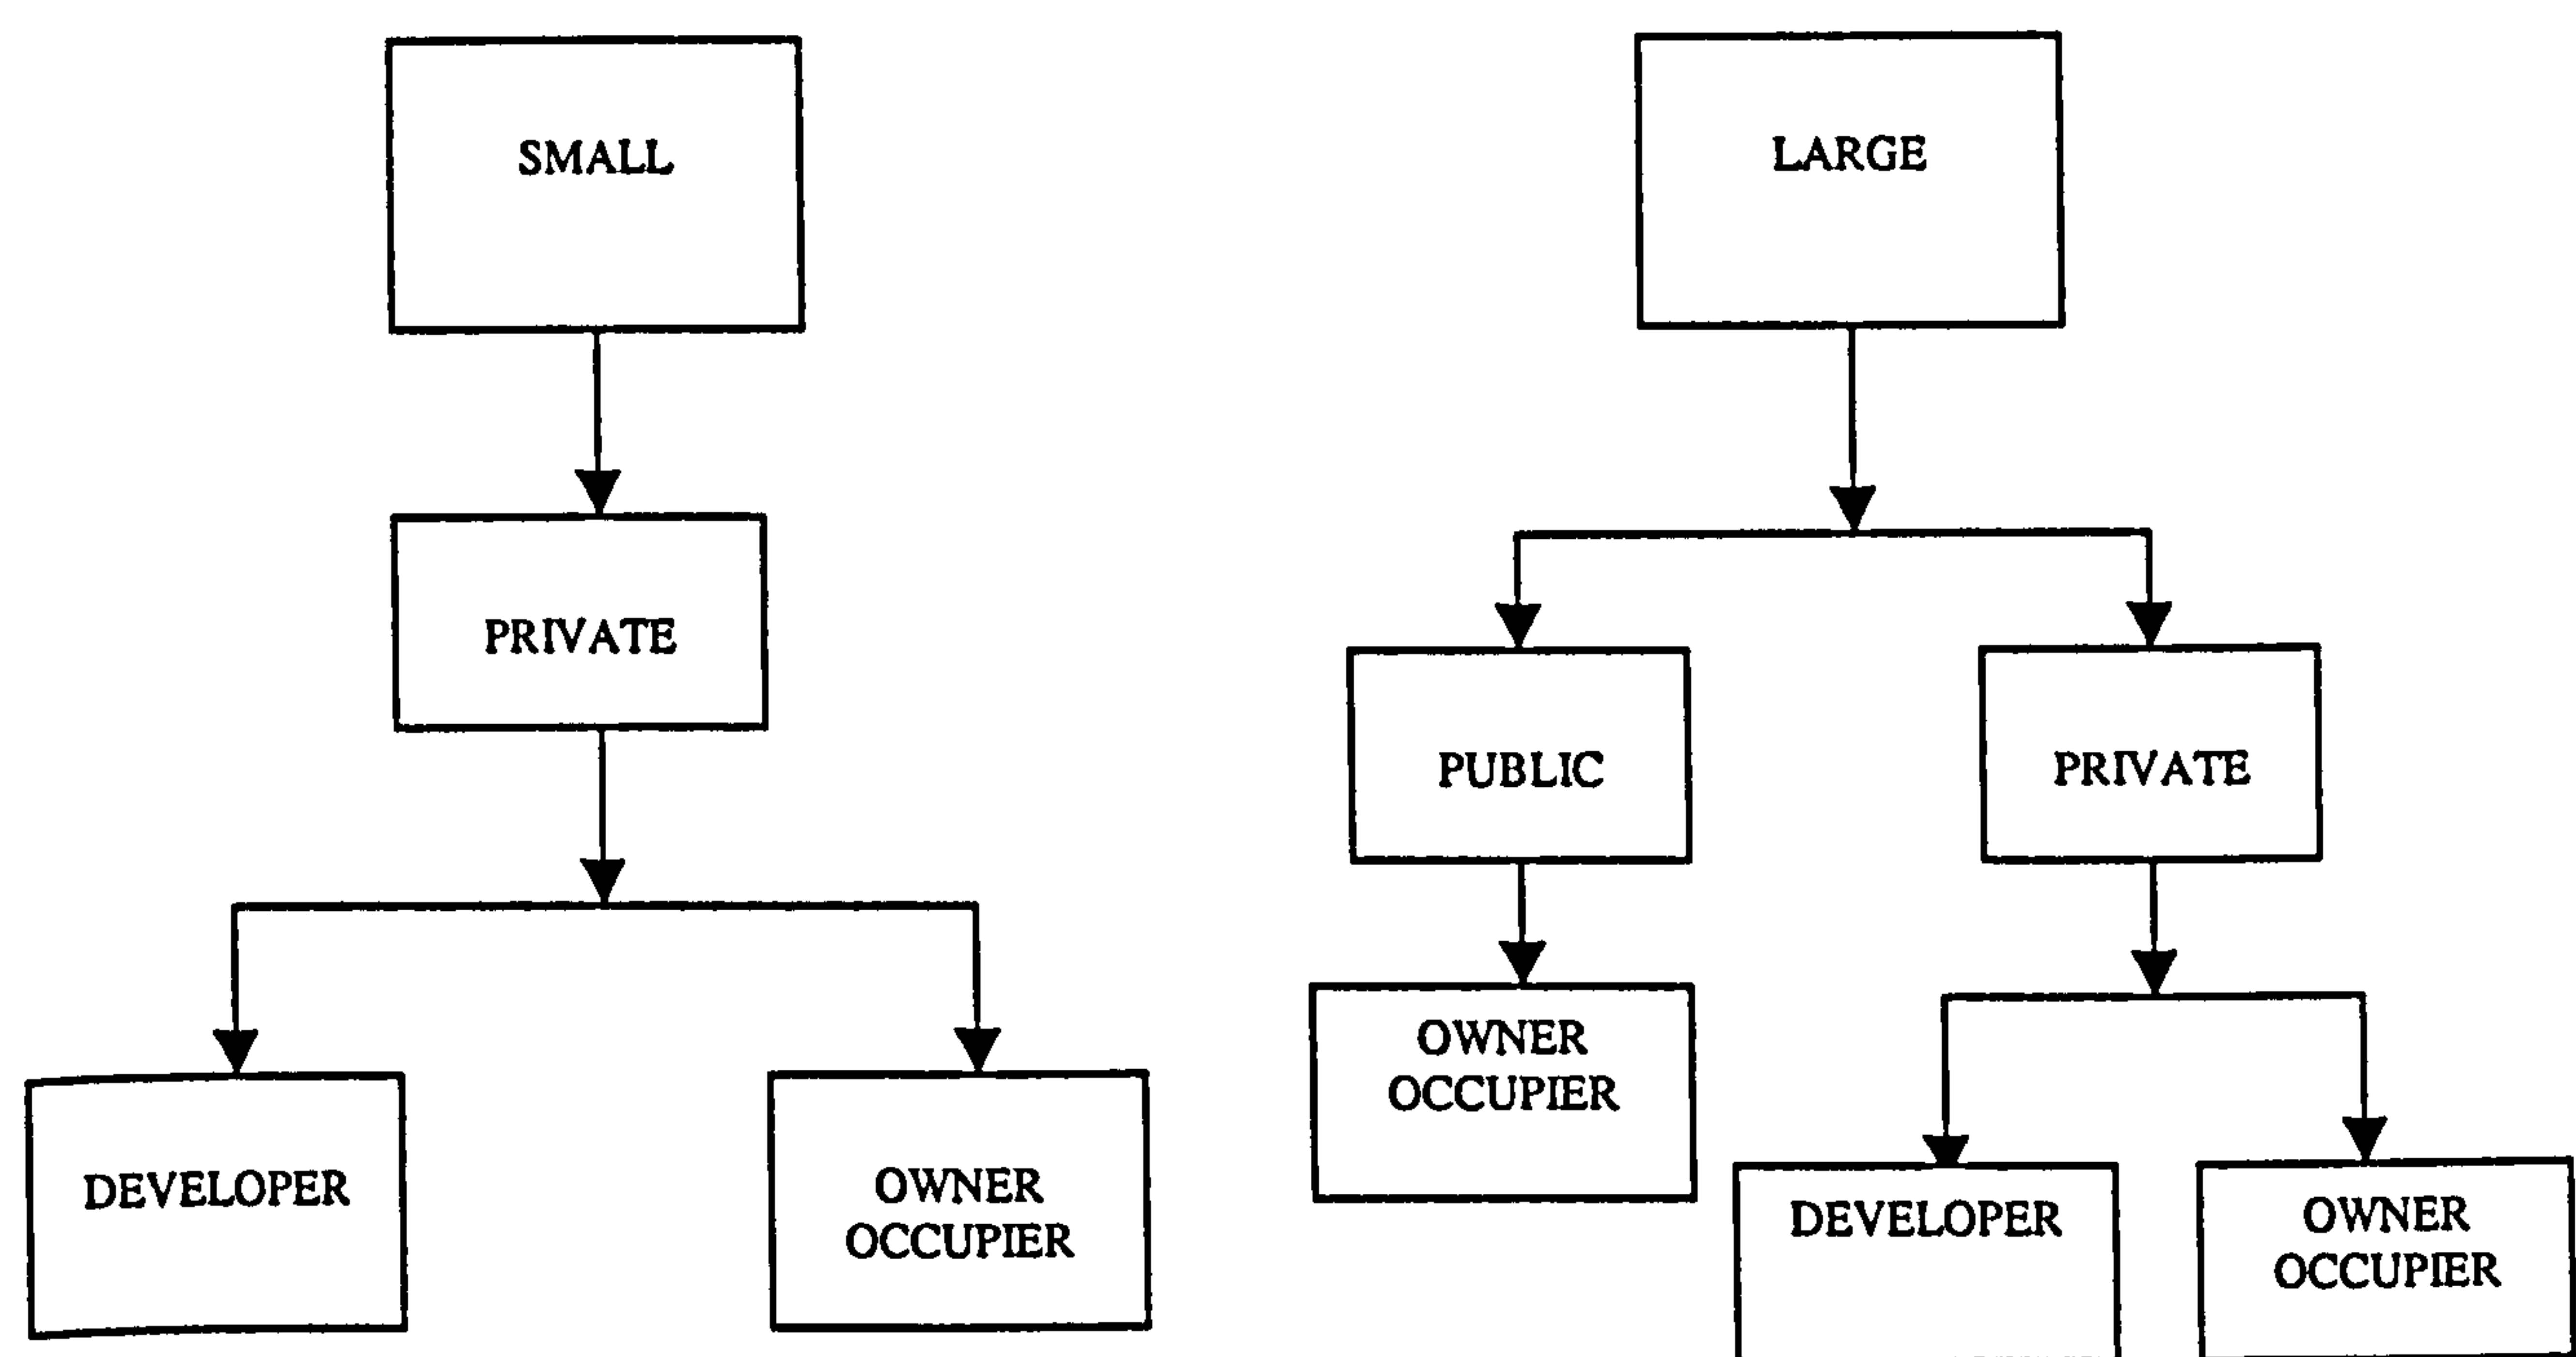 SMALL
LARGE
PRIVATE
PUBLIC
PRIVATE
OWNER
OCCUPIER
DEVELOPER
OWNER
OCCUPIER
DEVELOPER
OWNER
OCCUPIER